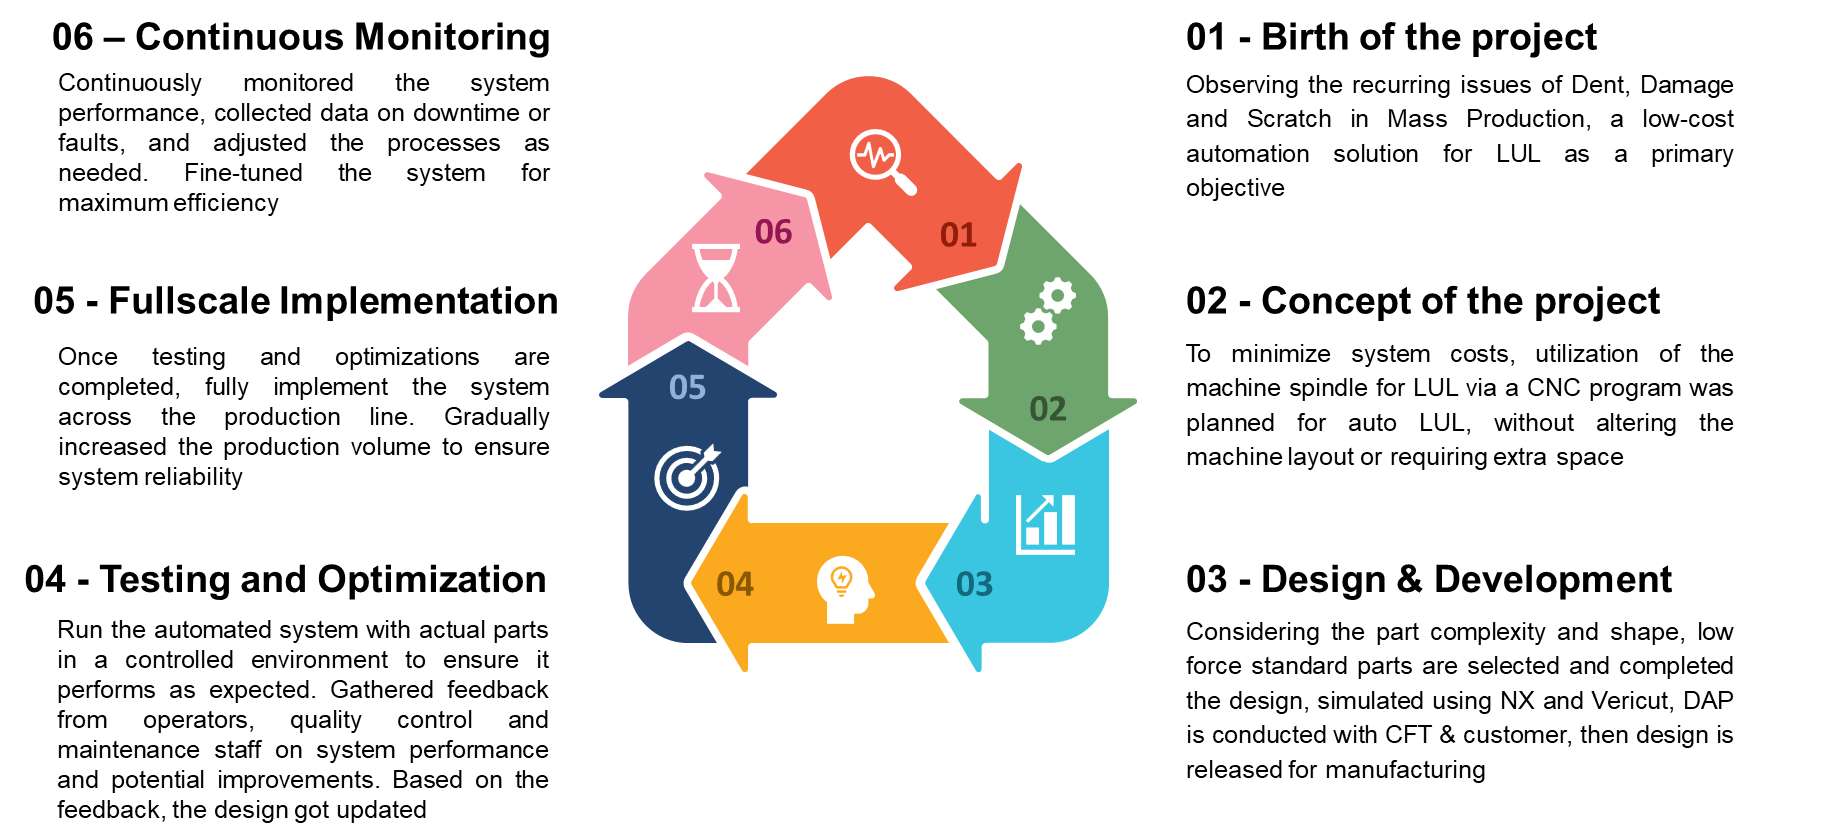 01 - Birth of the project
Observing the recurring issues of Dent, Damage
and Scratch in Mass Production, a low-cost
automation solution for LUL as a primary
objective
02 - Concept of the project
To minimize system costs, utilization of the
machine spindle for LUL via a CNC program was
planned for auto LUL, without altering the
machine layout or requiring extra space
03 - Design & Development
Considering the part complexity and shape, low
force standard parts are selected and completed
the design, simulated using NX and Vericut, DAP
is conducted with CFT & customer, then design is
released for manufacturing
04 - Testing and Optimization
Run the automated system with actual parts
in a controlled environment to ensure it
performs as expected. Gathered feedback
from operators, quality control and
maintenance staff on system performance
and potential improvements. Based on the
feedback, the design got updated
05 - Fullscale Implementation
Once testing and optimizations are
completed, fully implement the system
across the production line. Gradually
increased the production volume to ensure
system reliability
06 – Continuous Monitoring
Continuously monitored the system
performance, collected data on downtime or
faults, and adjusted the processes as
needed. Fine-tuned the system for
maximum efficiency
01
02
03
04
05
06